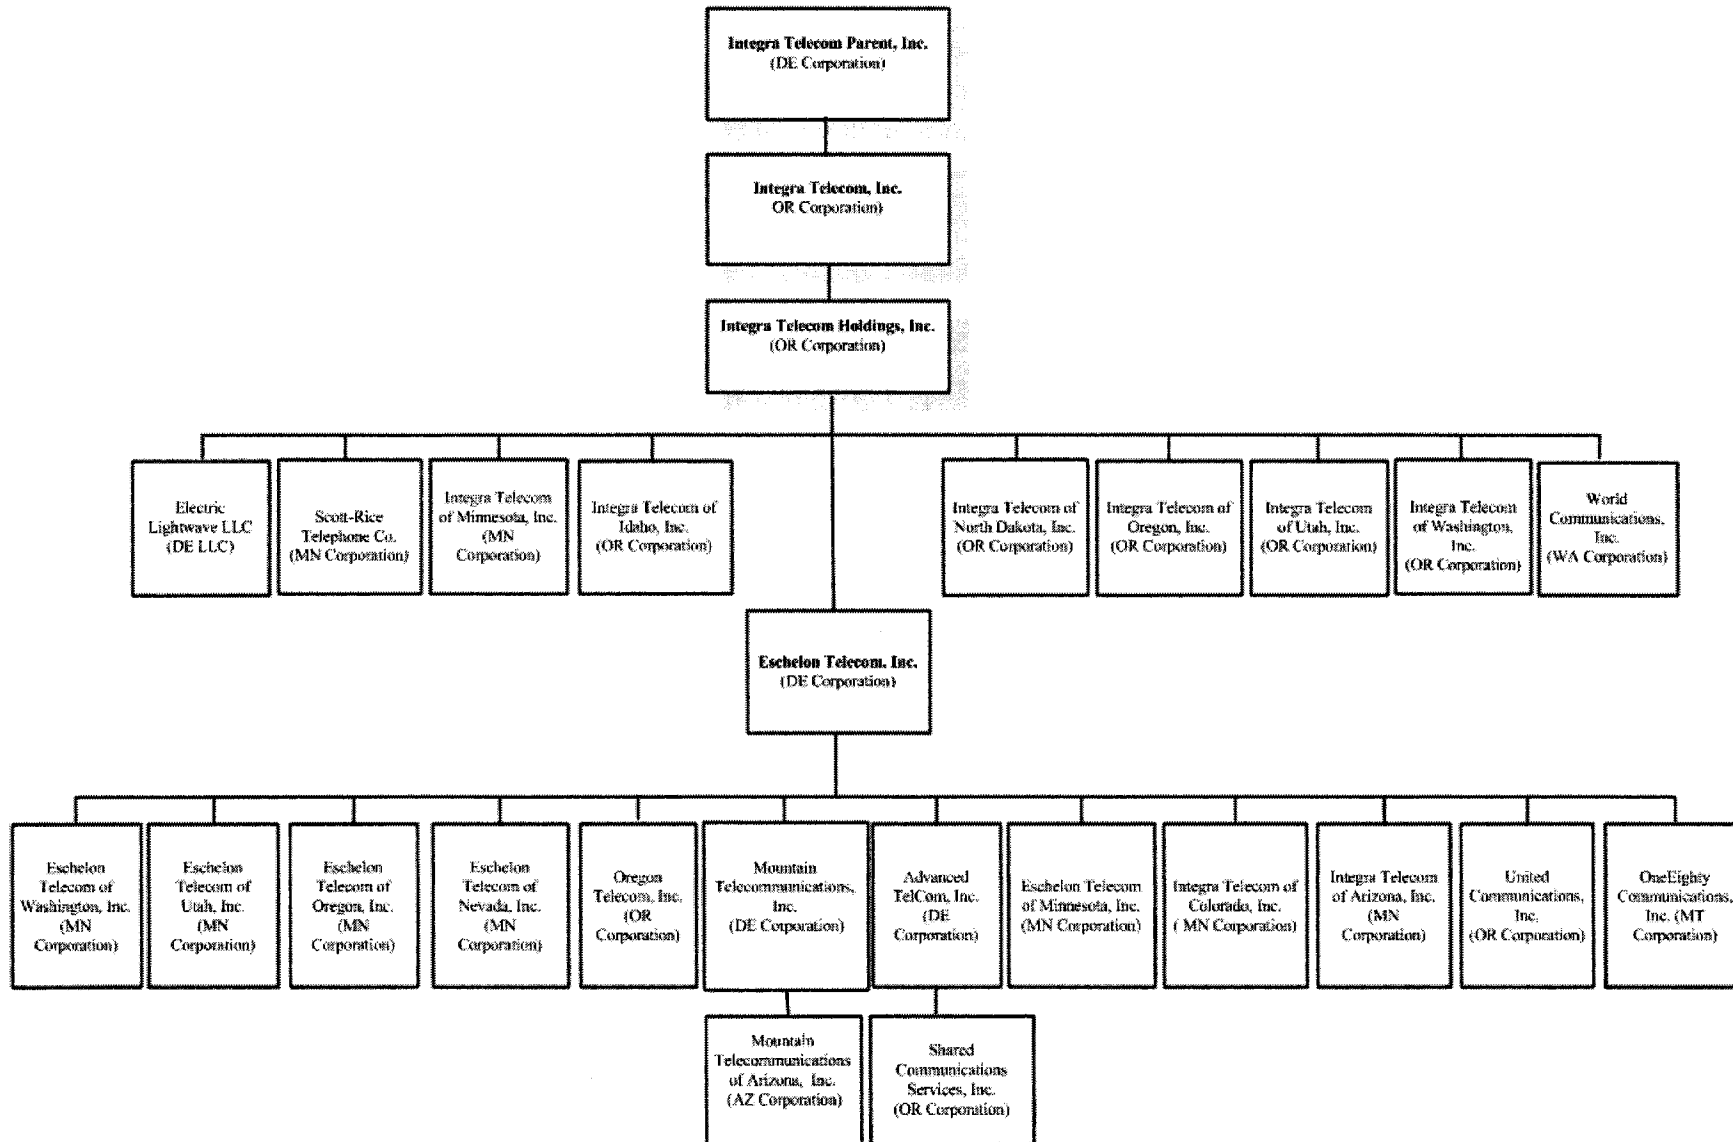 Integra Telecom Parent, Inc.
(DE Corporation)
Integra Telecom, Inc.
OR Corporation)
Integra Telecom Holdings, Inc.
(OR Corporation)
Electric
Lightwave LLC
(DE LLC)
Scott-Rice
Telephone Co.
(MN Corporation)
Integra Telecom
of Minnesota, Inc.
(MN
Corporation)
Integra Telecom of
Idaho, Inc.
(OR Corporation)
Integra Telecom of
North Dakota, Inc.
(OR Corporation)
Integra Telecom of
Oregon, Inc.
(OR Corporation)
Integra Telecom
of Utah, Inc.
(OR Corporation)
Integra Telecom
of Washington,
Inc.
(OR Corporation)
World
Communications,
Inc.
(WA Corporation)
Eschelon Telecom, Inc.
(DE Corporation)
Eschelon
Telecom of
Washington, Inc.
(MN
Corporation)
Eschelon
Telecom of
Utah, Inc.
(MN
Corporation)
Eschelon
Telecom of
Oregon, Inc.
(MN
Corporation)
Eschelon
Telecom of
Nevada, Inc.
(MN
Corporation)
Oregon
Telecom, Inc.
(OR
Corporation)
Mountain
Telecommunications,
Inc.
(DE Corporation)
Advanced
TelCom, Inc.
(DE
Corporation)
Eschelon Telecom
of Minnesota, Inc.
(MN Corporation)
Integra Telecom of
Colorado, Inc.
( MN Corporation)
Integra Telecom
of Arizona, Inc.
(MN
Corporation)
United
Communications,
Inc.
(OR Corporation)
OneEighty
Communications,
Inc. (MT
Corporation)
Mountain
Telecommunications
of Arizona, Inc.
(AZ Corporation)
Shared
Communications
Services, Inc.
(OR Corporation)